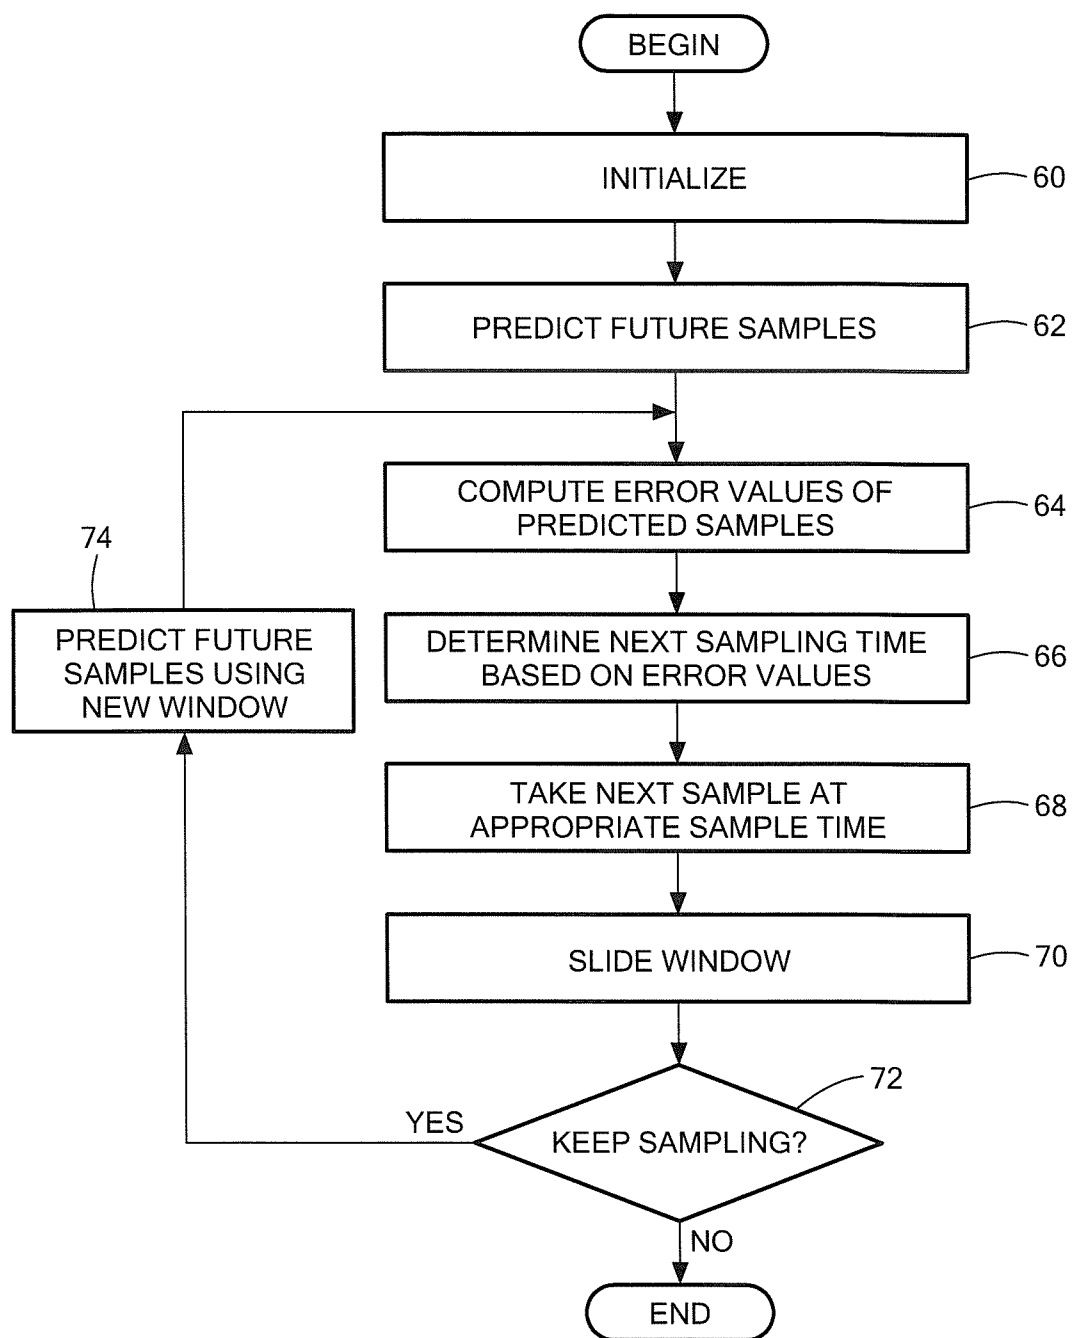 BEGIN
INITIALIZE
60
PREDICT FUTURE SAMPLES
62
COMPUTE ERROR VALUES OF
PREDICTED SAMPLES
64
DETERMINE NEXT SAMPLING TIME
BASED ON ERROR VALUES
66
TAKE NEXT SAMPLE AT
APPROPRIATE SAMPLE TIME
68
SLIDE WINDOW
70
KEEP SAMPLING?
72
YES
74
PREDICT FUTURE
SAMPLES USING
NEW WINDOW
NO
END